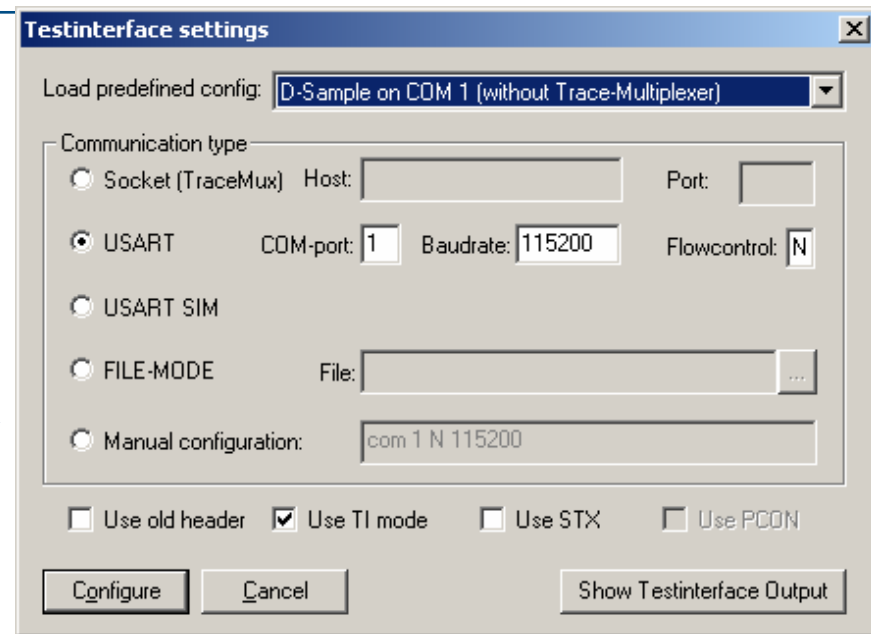 Testinterface settings
Load predefined config: D-Sample on COM 1 (without Trace-Multiplexer)
Communication type
Socket (TraceMux) Host: Port:
USART COM-port: 1 Baudrate: 115200 Flowcontrol: N
USART SIM
FILE-MODE File: ...
Manual configuration: com 1 N 115200
Use old header Use TI mode Use STX Use PCON
Configure Cancel Show Testinterface Output